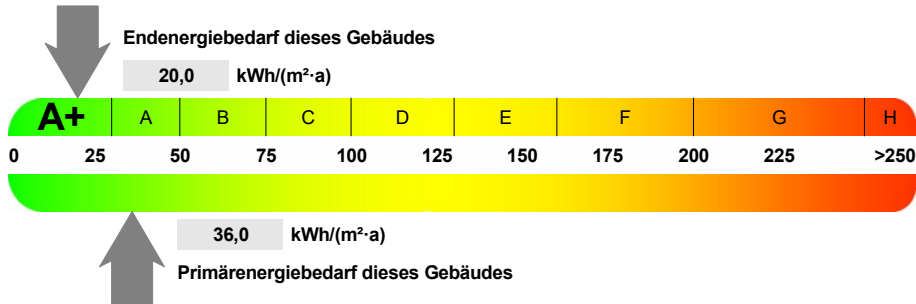 Endenergiebedarf dieses Gebäudes
20,0 kWh/(m²·a)
A+ A B C D E F G H
0 25 50 75 100 125 150 175 200 225 >250
36,0 kWh/(m²·a)
Primärenergiebedarf dieses Gebäudes